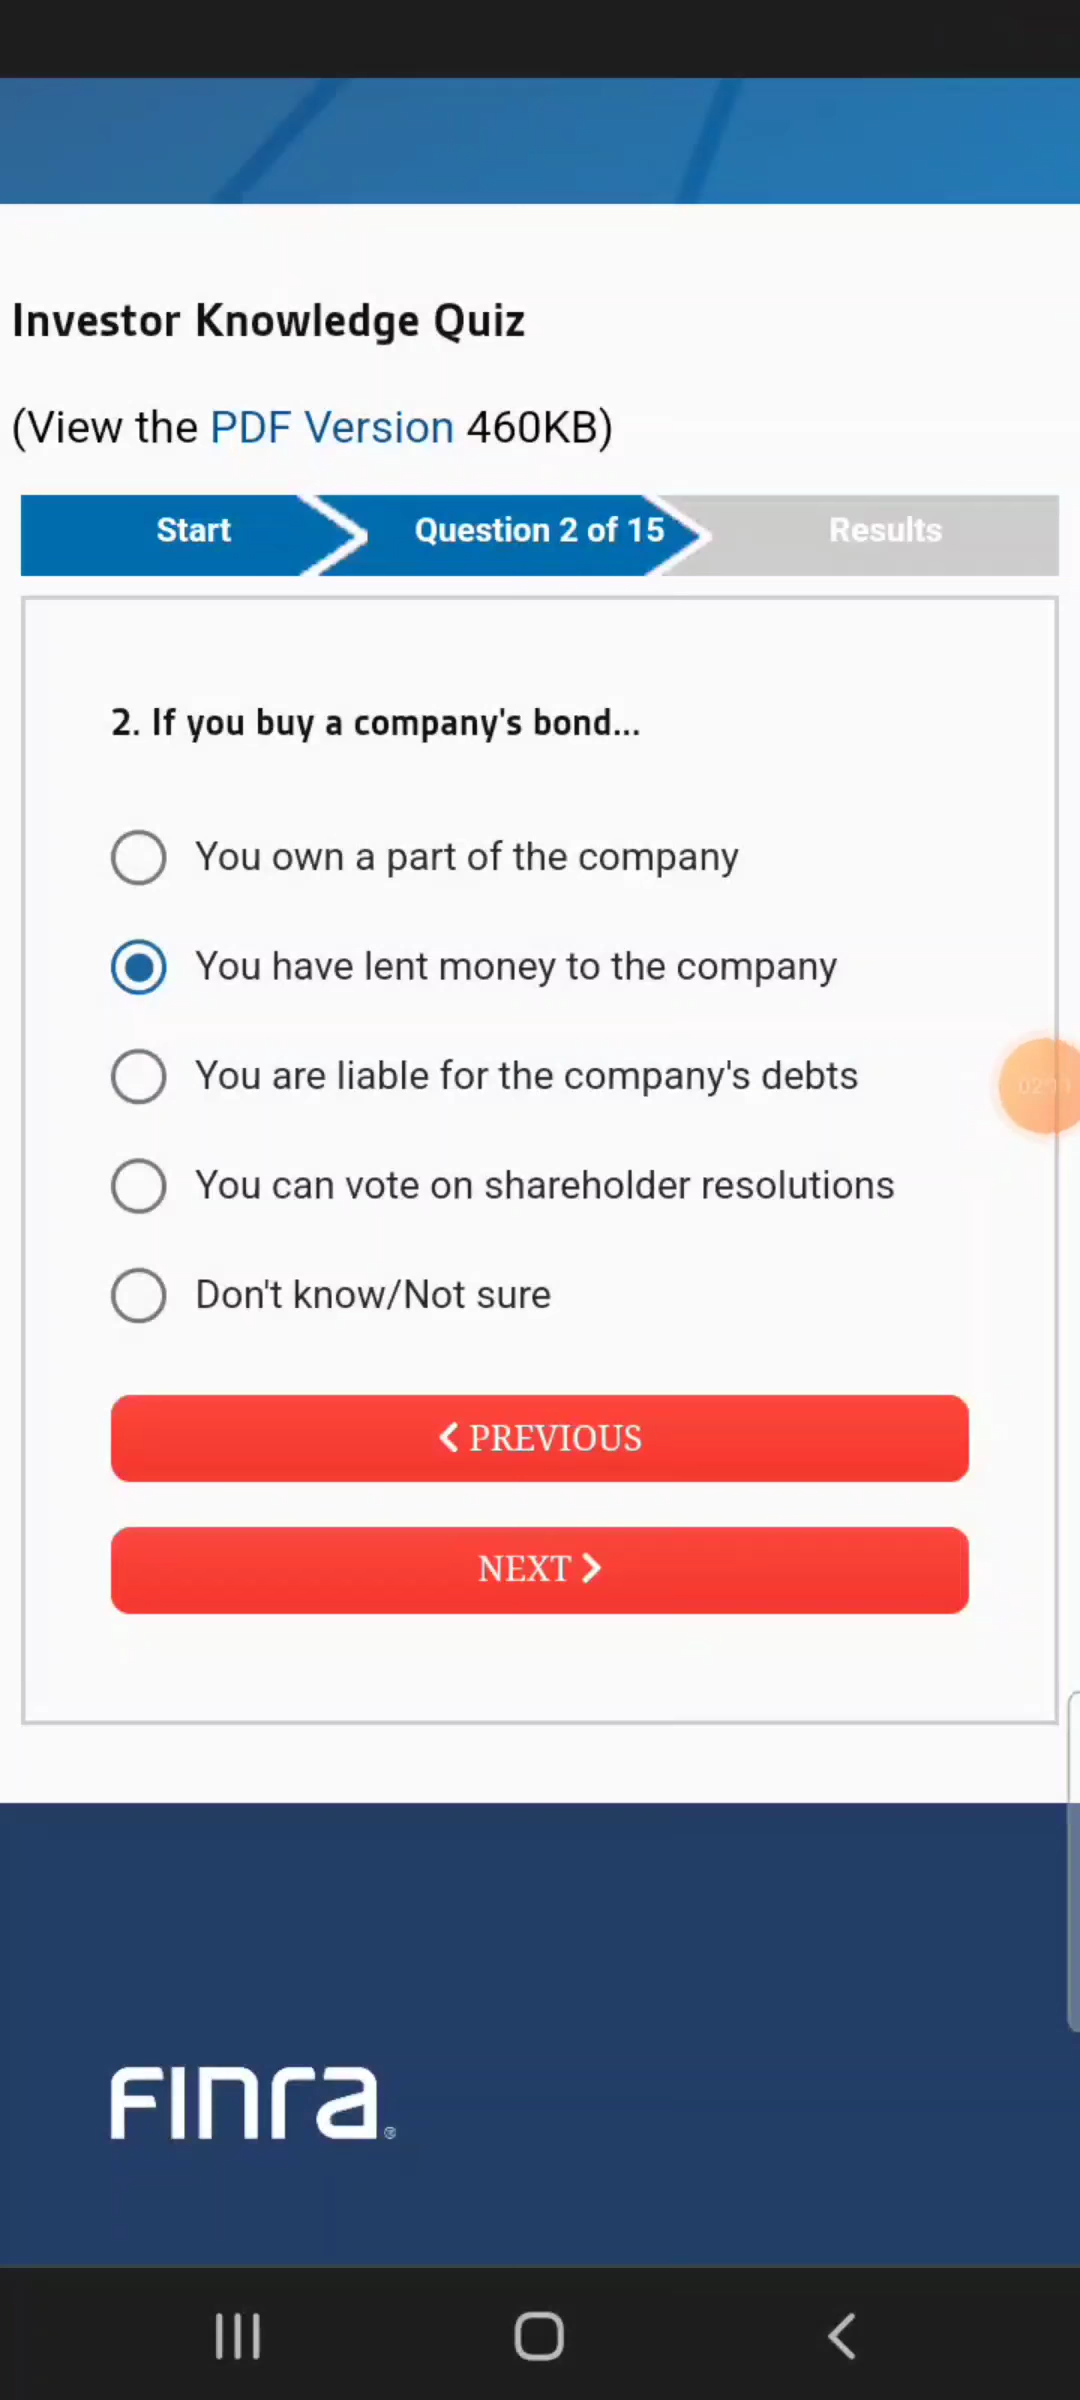 Investor Knowledge Quiz
(View the PDF Version 460KB)
Start
Question 2 of 15
Results
2. If you buy a company's bond...
You own a part of the company
You have lent money to the company
You are liable for the company's debts
You can vote on shareholder resolutions
Don't know/Not sure
PREVIOUS
NEXT
Finra®